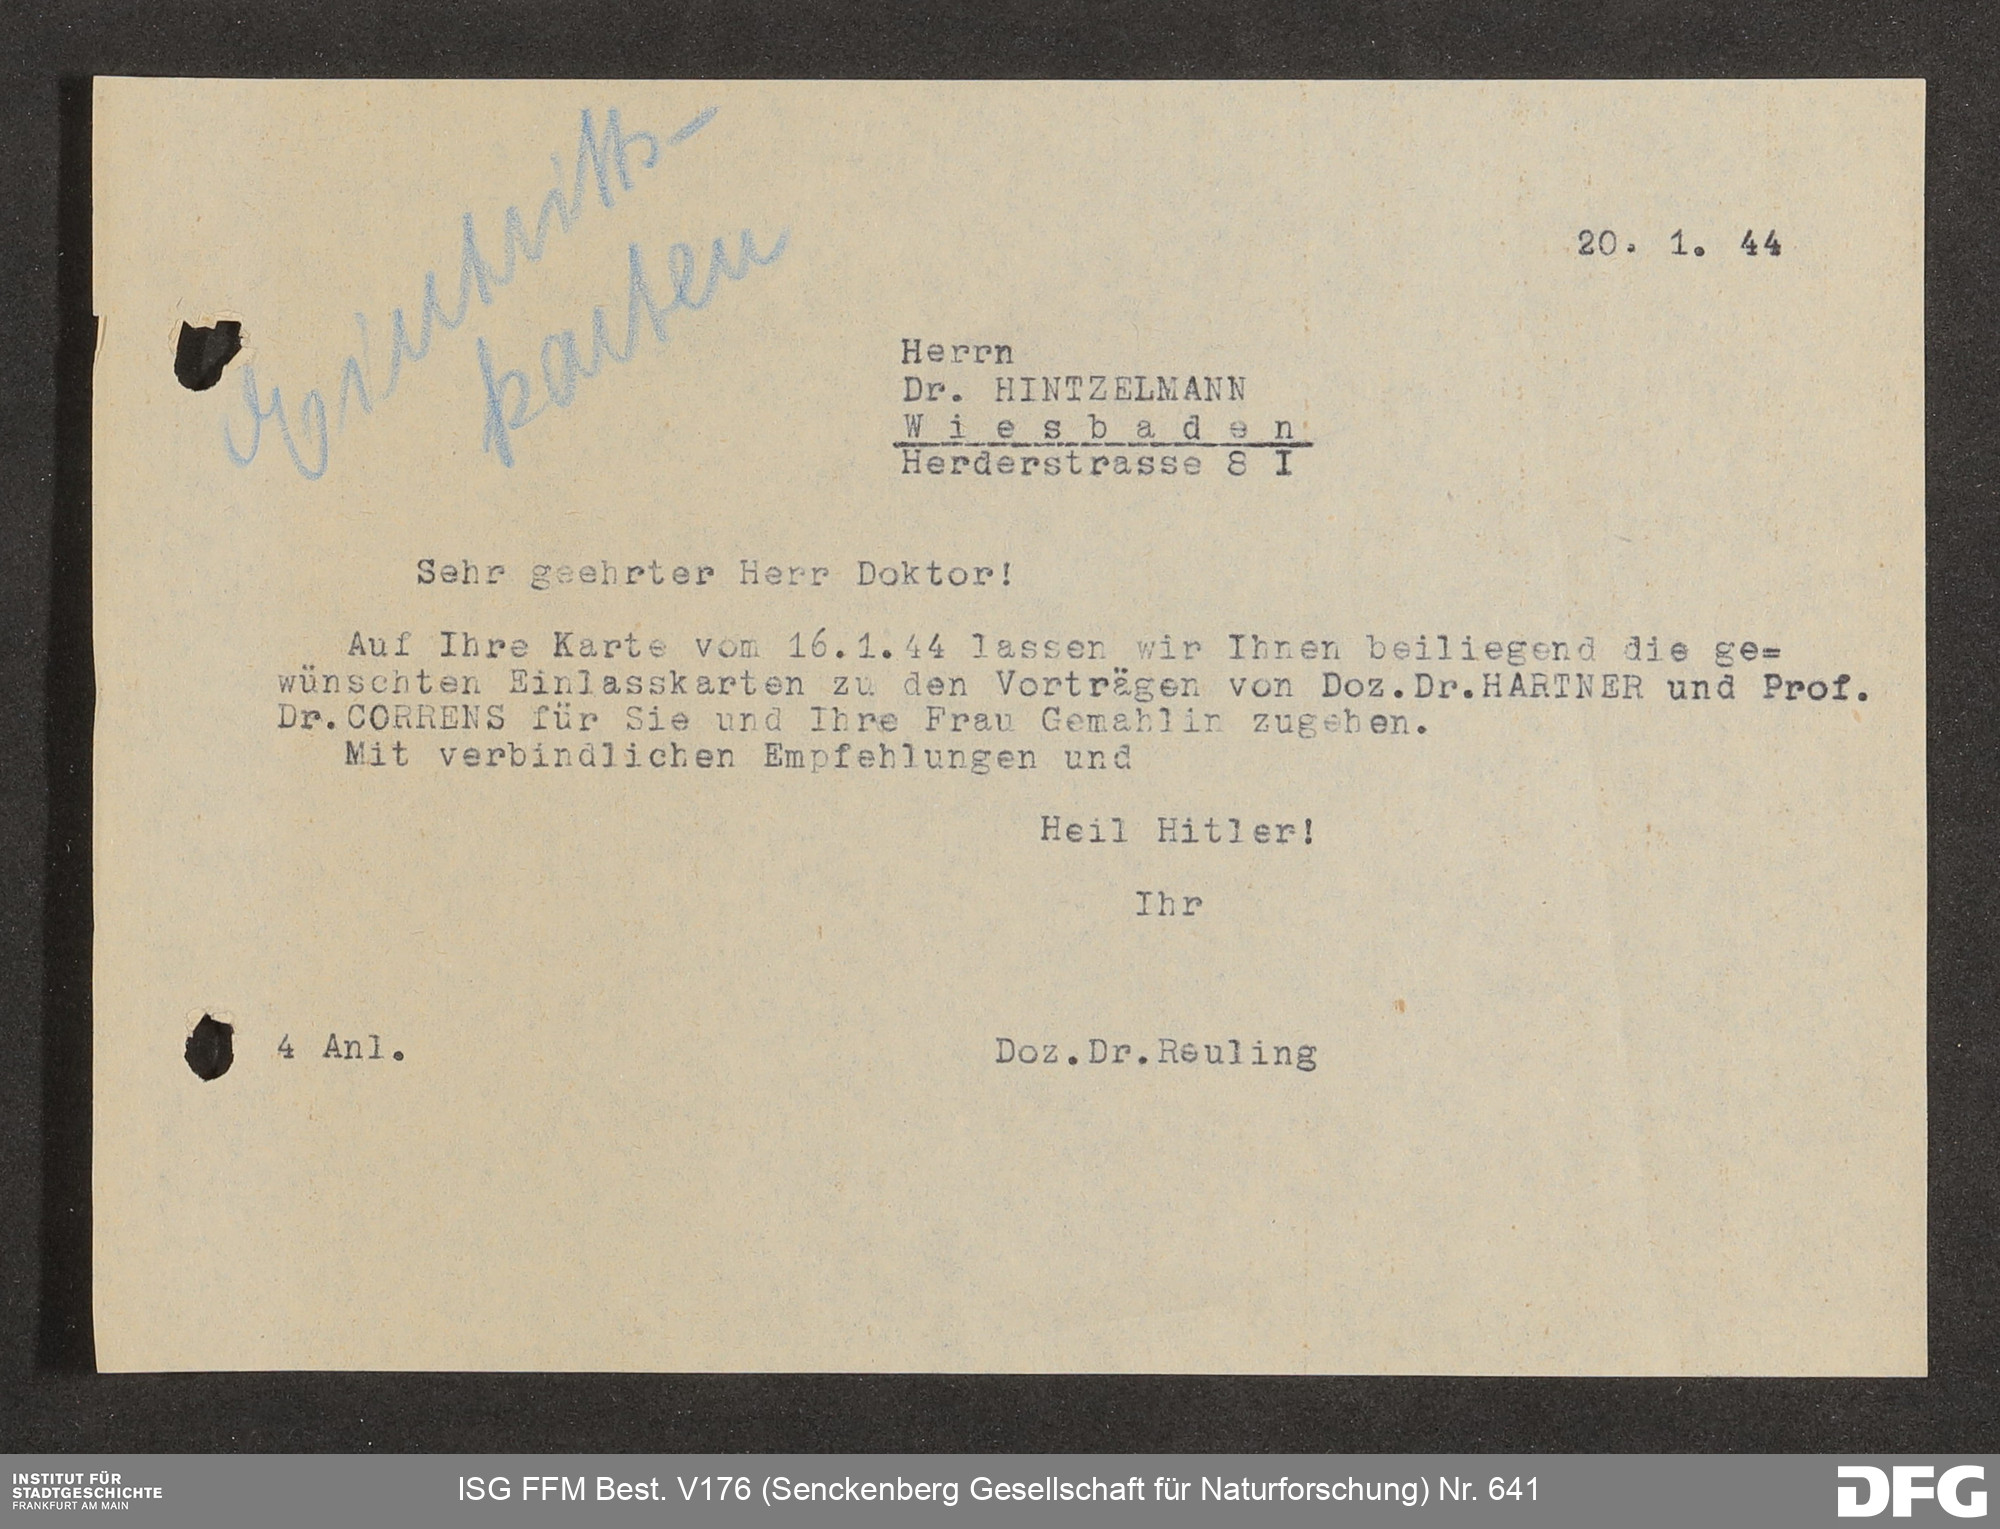 Eintritts-
karten
20. 1. 44
Herrn
Dr. HINTZELMANN
W i e s b a d e n
Herderstrasse 8 I
Sehr geehrter Herr Doktor!
Auf Ihre Karte vom 16.1.44 lassen wir Ihnen beiliegend die ge=
wünschten Einlasskarten zu den Vorträgen von Doz.Dr.HARTNER und Prof.
Dr.CORRENS für Sie und Ihre Frau Gemahlin zugehen.
Mit verbindlichen Empfehlungen und
Heil Hitler!
Ihr
4 Anl.
Doz.Dr.Reuling
INSTITUT FÜR
STADTGESCHICHTE
FRANKFURT AM MAIN
ISG FFM Best. V176 (Senckenberg Gesellschaft für Naturforschung) Nr. 641
DFG